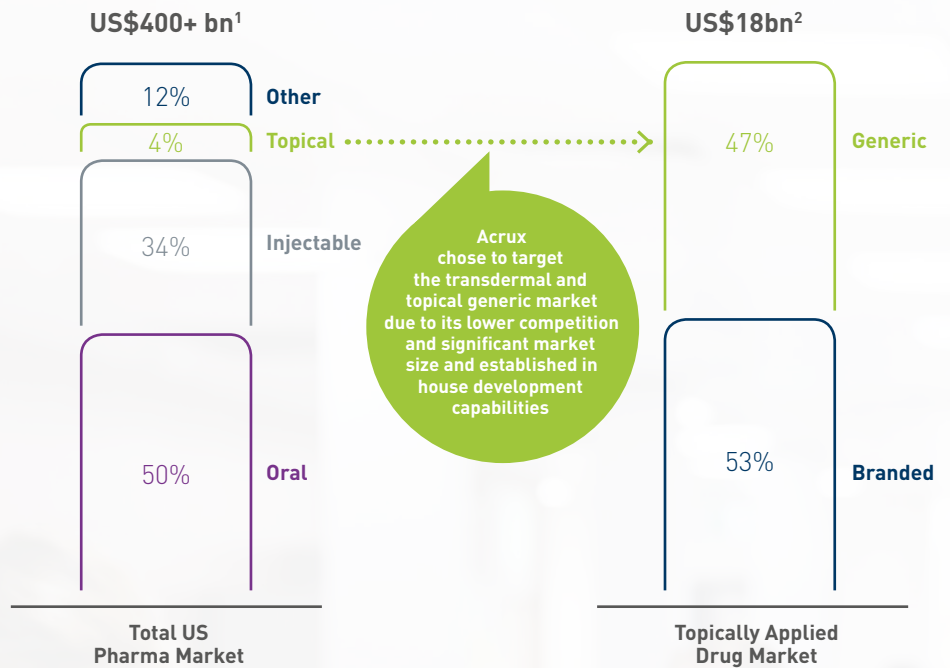 US$400+ bn¹
12%
Other
4%
Topical
34%
Injectable
50%
Oral
Total US
Pharma Market
Acrux
chose to target
the transdermal and
topical generic market
due to its lower competition
and significant market
size and established in
house development
capabilities
US$18bn²
47%
Generic
53%
Branded
Topically Applied
Drug Market